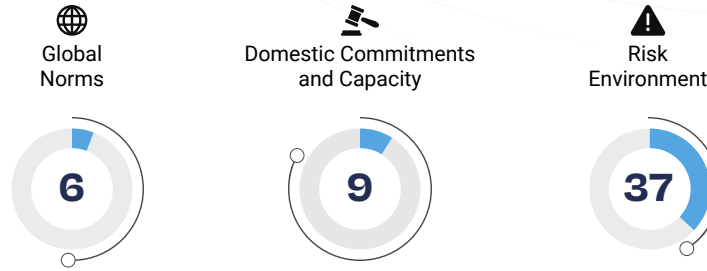 Global
Norms
6
Domestic Commitments
and Capacity
9
Risk
Environment
37